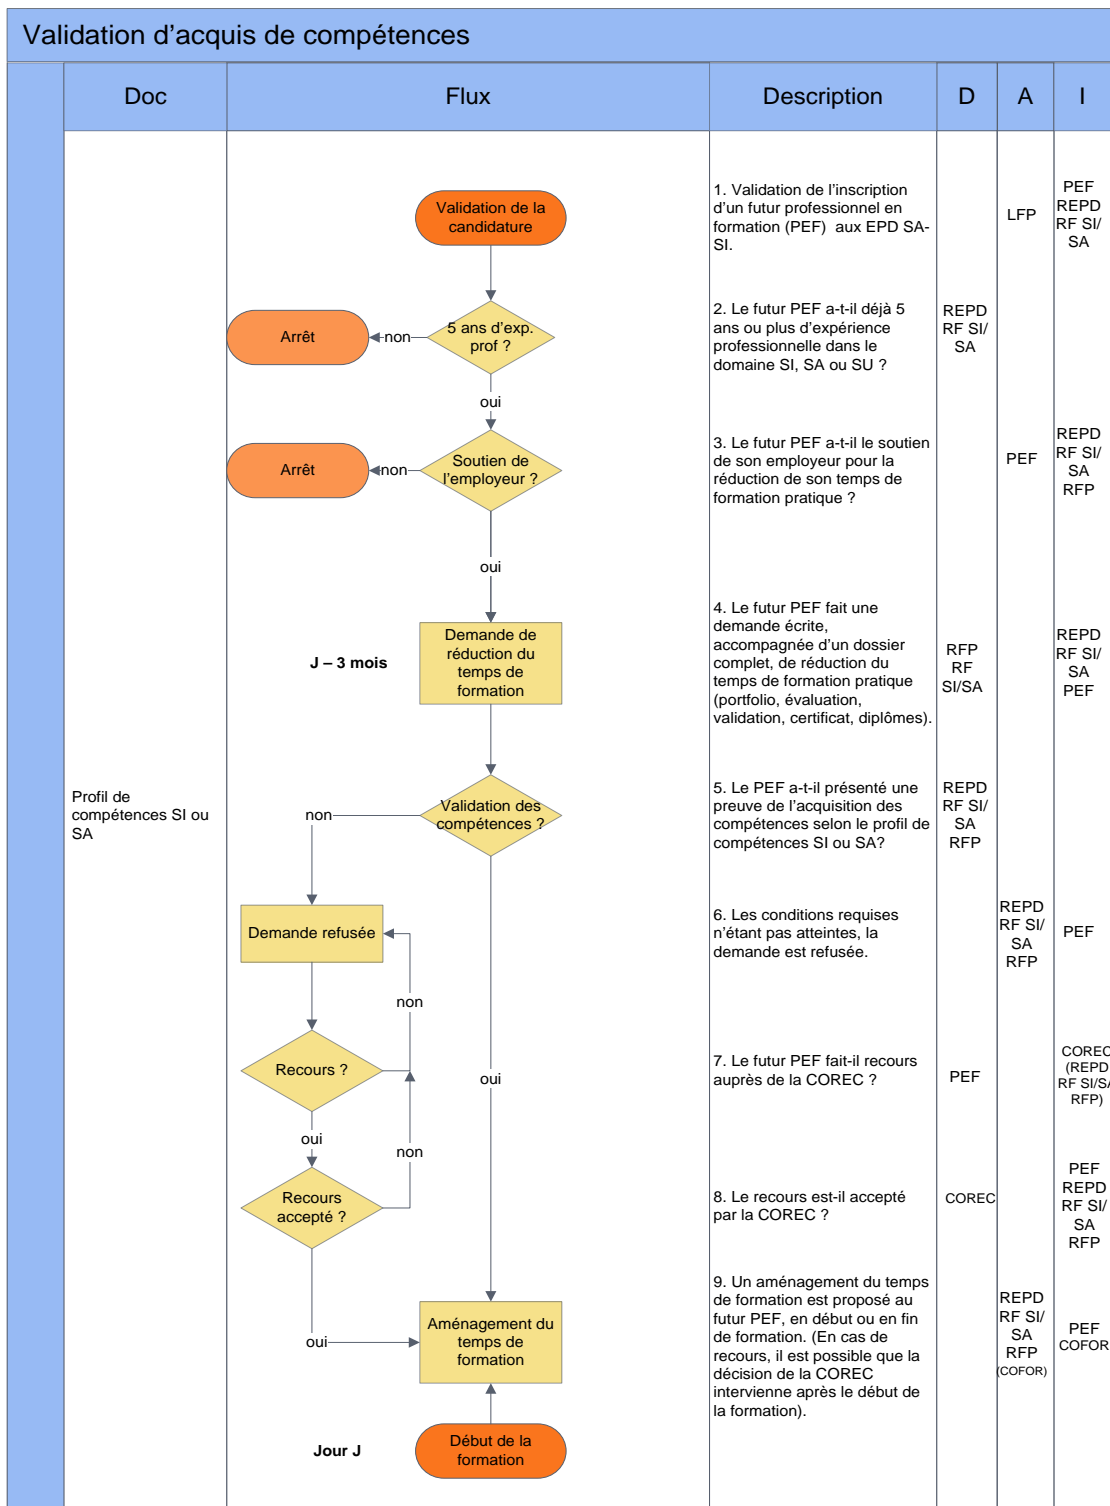 Validation d'acquis de compétences
Doc
Flux
Description
D
A
I
Validation de la
candidature
1. Validation de l'inscription
d'un futur professionnel en
formation (PEF) aux EPD SA-
SI.
LFP
PEF
REPD
RF SI/
SA
Arrêt
non
5 ans d'exp.
prof ?
2. Le futur PEF a-t-il déjà 5
ans ou plus d'expérience
professionnelle dans le
domaine SI, SA ou SU ?
REPD
RF SI/
SA
oui
Arrêt
non
Soutien de
l'employeur ?
3. Le futur PEF a-t-il le soutien
de son employeur pour la
réduction de son temps de
formation pratique ?
PEF
REPD
RF SI/
SA
RFP
oui
J – 3 mois
Demande de
réduction du
temps de
formation
4. Le futur PEF fait une
demande écrite,
accompagnée d'un dossier
complet, de réduction du
temps de formation pratique
(portfolio, évaluation,
validation, certificat, diplômes).
RFP
RF
SI/SA
REPD
RF SI/
SA
PEF
Profil de
compétences SI ou
SA
non
Validation des
compétences ?
5. Le PEF a-t-il présenté une
preuve de l'acquisition des
compétences selon le profil de
compétences SI ou SA?
REPD
RF SI/
SA
RFP
Demande refusée
6. Les conditions requises
n'étant pas atteintes, la
demande est refusée.
REPD
RF SI/
SA
RFP
PEF
non
Recours ?
oui
7. Le futur PEF fait-il recours
auprès de la COREC ?
PEF
COREC
(REPD
RF SI/SA
RFP)
oui
non
Recours
accepté ?
8. Le recours est-il accepté
par la COREC ?
COREC
PEF
REPD
RF SI/
SA
RFP
oui
Aménagement du
temps de
formation
9. Un aménagement du temps
de formation est proposé au
futur PEF, en début ou en fin
de formation. (En cas de
recours, il est possible que la
décision de la COREC
intervienne après le début de
la formation).
REPD
RF SI/
SA
RFP
(COFOR)
PEF
COFOR
Jour J
Début de la
formation